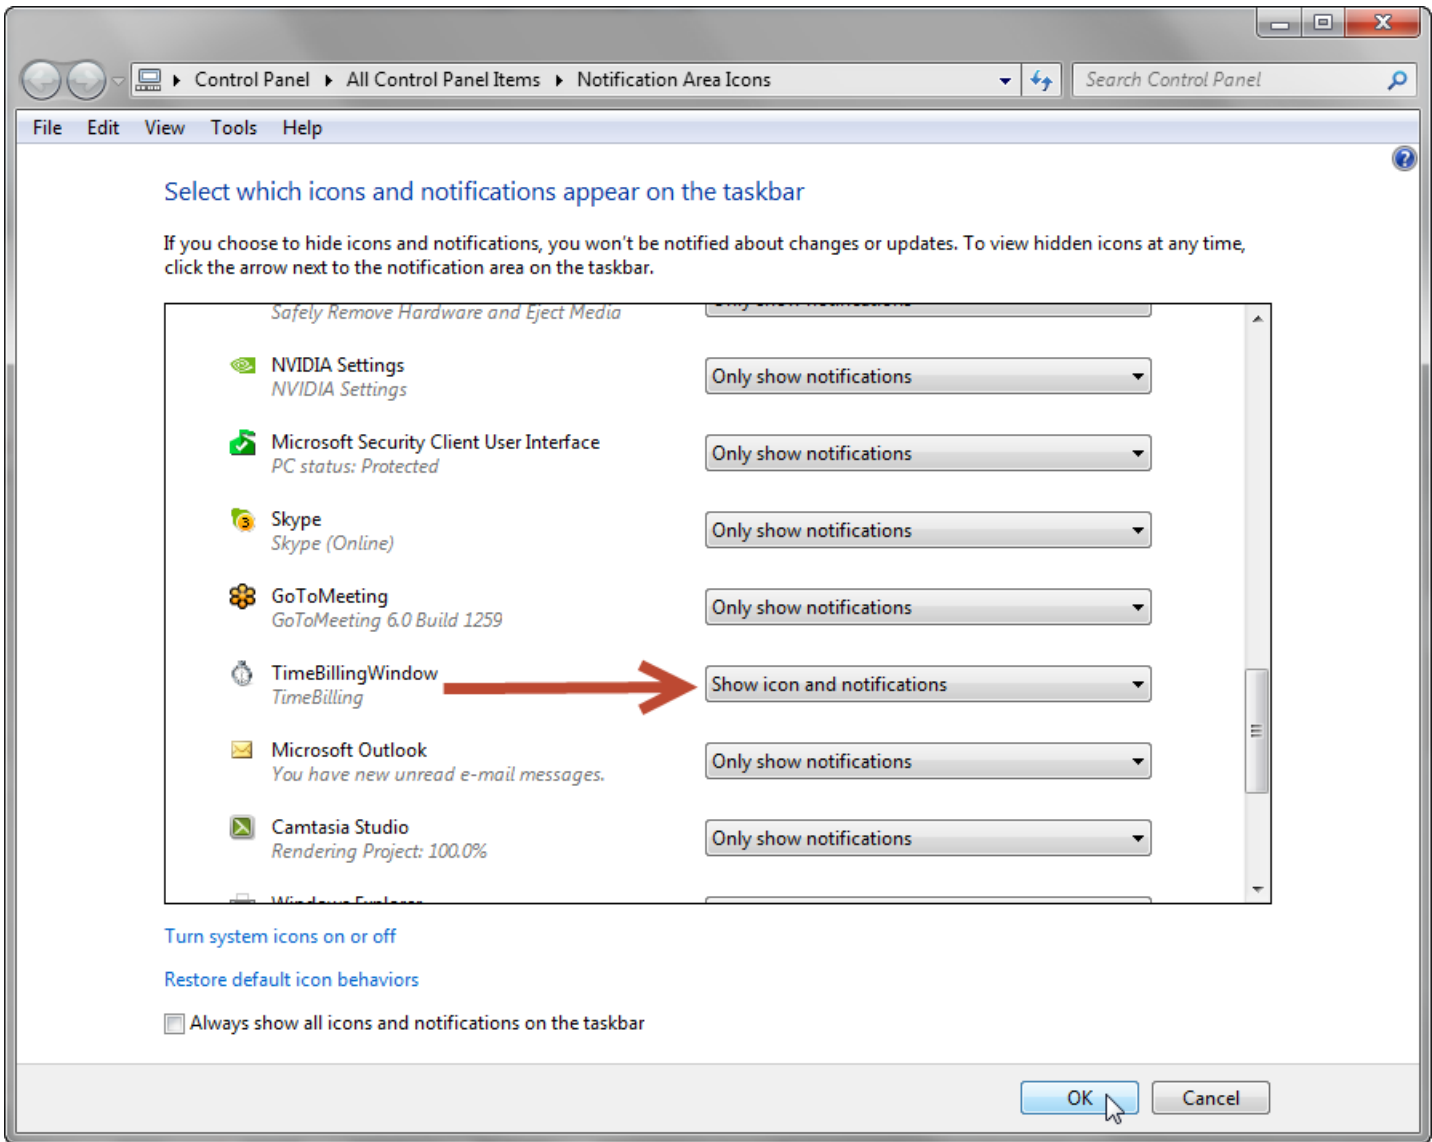 Control Panel ▸ All Control Panel Items ▸ Notification Area Icons
Search Control Panel
File Edit View Tools Help
Select which icons and notifications appear on the taskbar
If you choose to hide icons and notifications, you won't be notified about changes or updates. To view hidden icons at any time,
click the arrow next to the notification area on the taskbar.
Safely Remove Hardware and Eject Media
NVIDIA Settings
NVIDIA Settings
Only show notifications
Microsoft Security Client User Interface
PC status: Protected
Only show notifications
Skype
Skype (Online)
Only show notifications
GoToMeeting
GoToMeeting 6.0 Build 1259
Only show notifications
TimeBillingWindow
TimeBilling
Show icon and notifications
Microsoft Outlook
You have new unread e-mail messages.
Only show notifications
Camtasia Studio
Rendering Project: 100.0%
Only show notifications
Windows Explorer
Turn system icons on or off
Restore default icon behaviors
Always show all icons and notifications on the taskbar
OK
Cancel